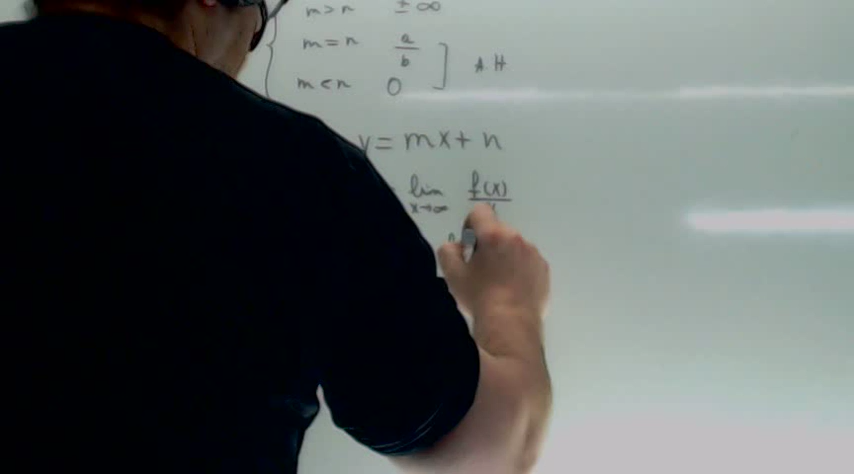 m > n ± ∞
m = n a/b
m < n 0 ] A H
y = mx + n
lim x→∞ f(x)/x